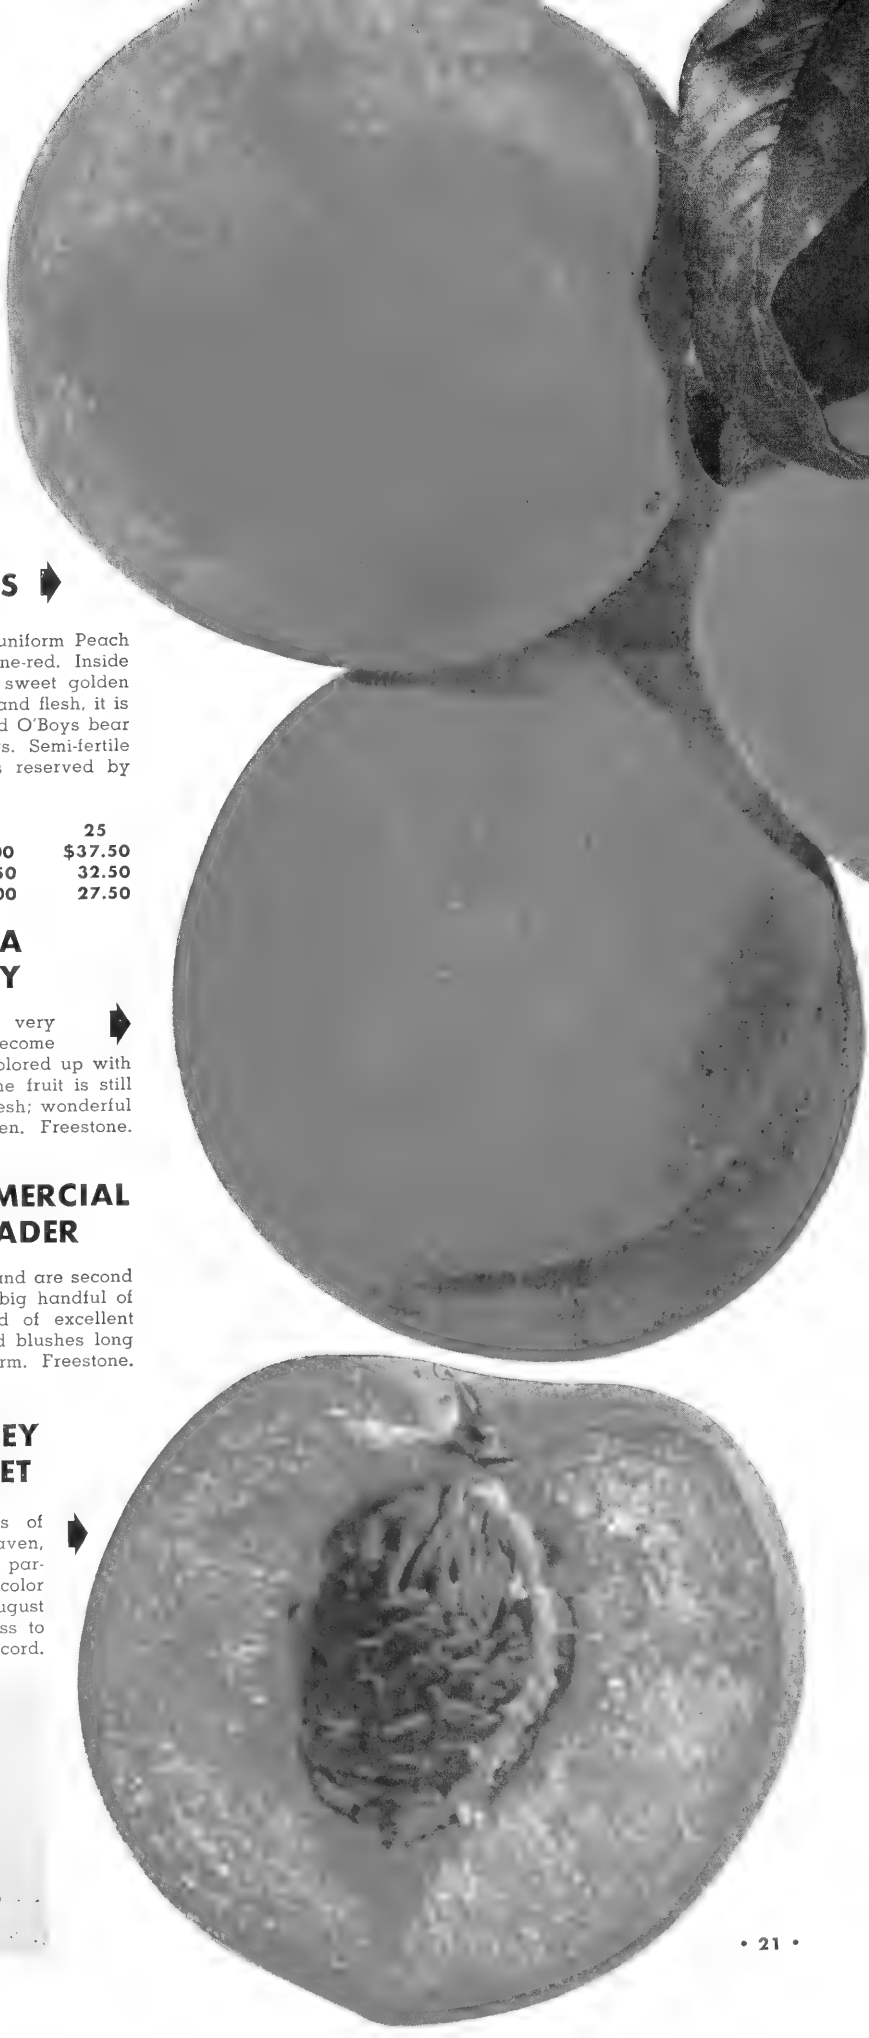 S
uniform Peach
ne-red. Inside
sweet golden
and flesh, it is
d O'Boys bear
s. Semi-fertile
s reserved by
25
00 $37.50
50 32.50
00 27.50
A
Y
very
ecome
olored up with
he fruit is still
esh; wonderful
en. Freestone.
MERCIAL
ADER
and are second
big handful of
d of excellent
d blushes long
rm. Freestone.
EY
ET
s of
aven,
par-
color
ugust
ss to
cord.
• 21 •